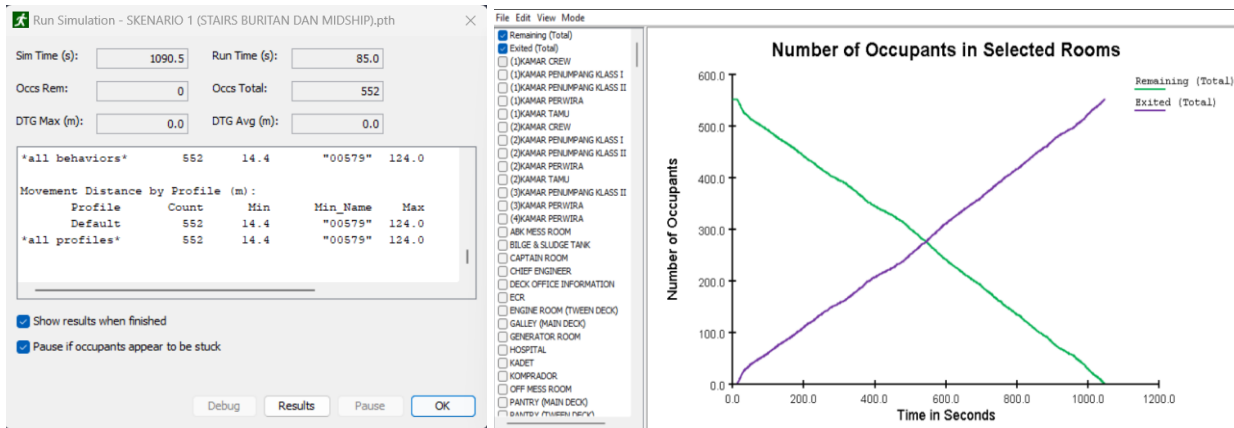 Run Simulation - SKENARIO 1 (STAIRS BURITAN DAN MIDSHIP).pth
Sim Time (s): 1090.5 Run Time (s): 85.0
Occs Rem: 0 Occs Total: 552
DTG Max (m): 0.0 DTG Avg (m): 0.0
*all behaviors* 552 14.4 "00579" 124.0
Movement Distance by Profile (m):
Profile Count Min Min_Name Max
Default 552 14.4 "00579" 124.0
*all profiles* 552 14.4 "00579" 124.0
Show results when finished
Pause if occupants appear to be stuck
Debug Results Pause OK
File Edit View Mode
Remaining (Total)
Exited (Total)
(1)KAMAR CREW
(1)KAMAR PENUMPANG KLASS I
(1)KAMAR PENUMPANG KLASS II
(1)KAMAR PERWIRA
(1)KAMAR TAMU
(2)KAMAR CREW
(2)KAMAR PENUMPANG KLASS I
(2)KAMAR PENUMPANG KLASS II
(2)KAMAR PERWIRA
(2)KAMAR TAMU
(3)KAMAR PENUMPANG KLASS II
(3)KAMAR PERWIRA
(4)KAMAR PERWIRA
ABK MESS ROOM
BILGE & SLUDGE TANK
CAPTAIN ROOM
CHIEF ENGINEER
DECK OFFICE INFORMATION
ECR
ENGINE ROOM (TWEEN DECK)
GALLEY (MAIN DECK)
GENERATOR ROOM
HOSPITAL
KADET
KOMPRADOR
OFF MESS ROOM
PANTRY (MAIN DECK)
PANTRY (TWEEN DECK)
Number of Occupants in Selected Rooms
Remaining (Total)
Exited (Total)
Number of Occupants
600.0
500.0
400.0
300.0
200.0
100.0
0.0
0.0 200.0 400.0 600.0 800.0 1000.0 1200.0
Time in Seconds